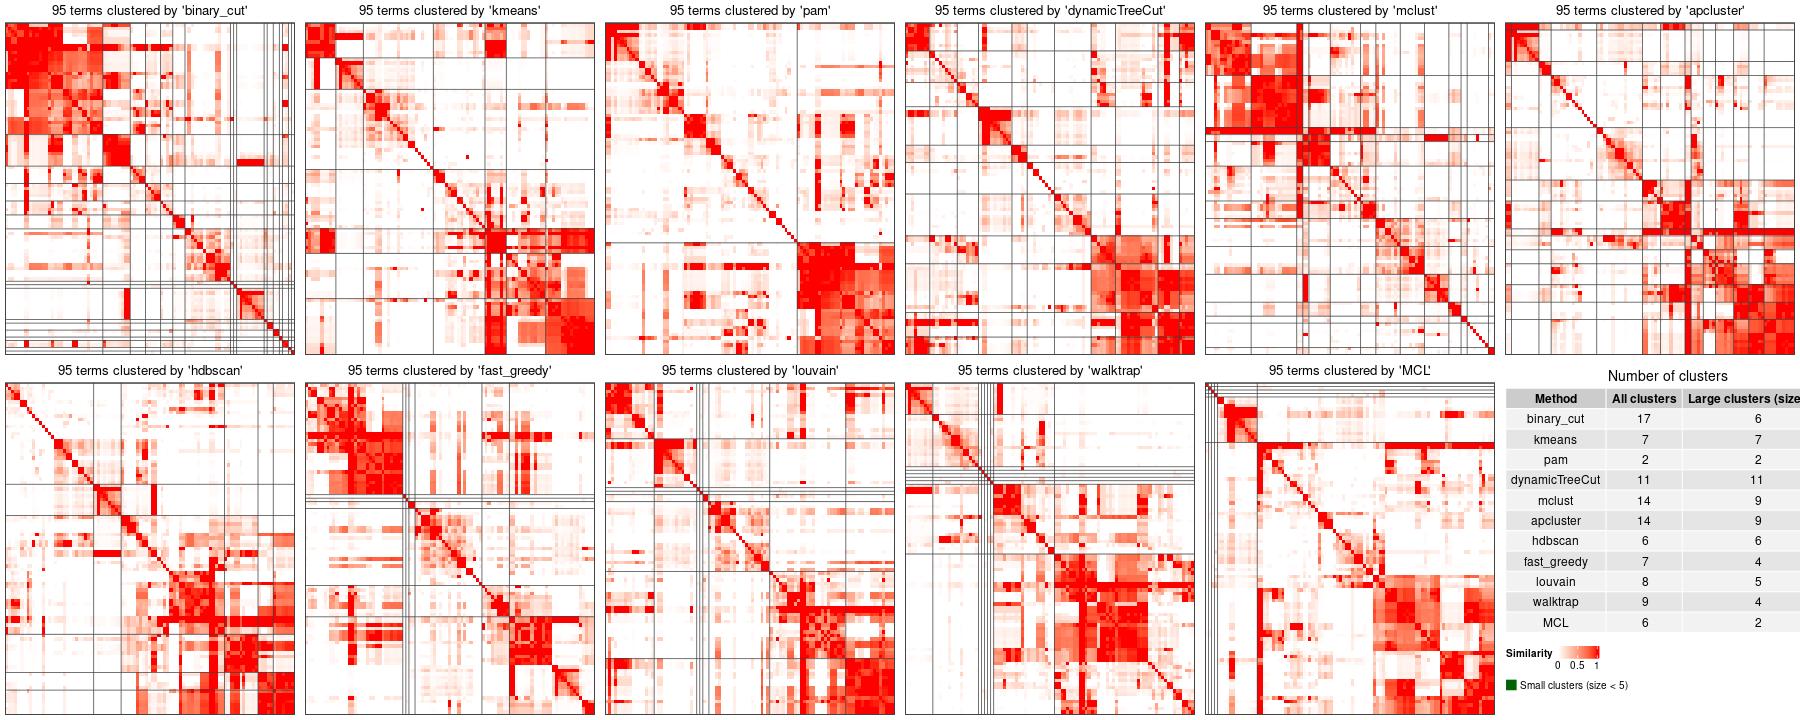 95 terms clustered by 'binary_cut'
95 terms clustered by 'kmeans'
95 terms clustered by 'pam'
95 terms clustered by 'dynamicTreeCut'
95 terms clustered by 'mclust'
95 terms clustered by 'apcluster'
95 terms clustered by 'hdbscan'
95 terms clustered by 'fast_greedy'
95 terms clustered by 'louvain'
95 terms clustered by 'walktrap'
95 terms clustered by 'MCL'
Number of clusters
Method All clusters Large clusters (size
binary_cut 17 6
kmeans 7 7
pam 2 2
dynamicTreeCut 11 11
mclust 14 9
apcluster 14 9
hdbscan 6 6
fast_greedy 7 4
louvain 8 5
walktrap 9 4
MCL 6 2
Similarity
0 0.5 1
Small clusters (size < 5)